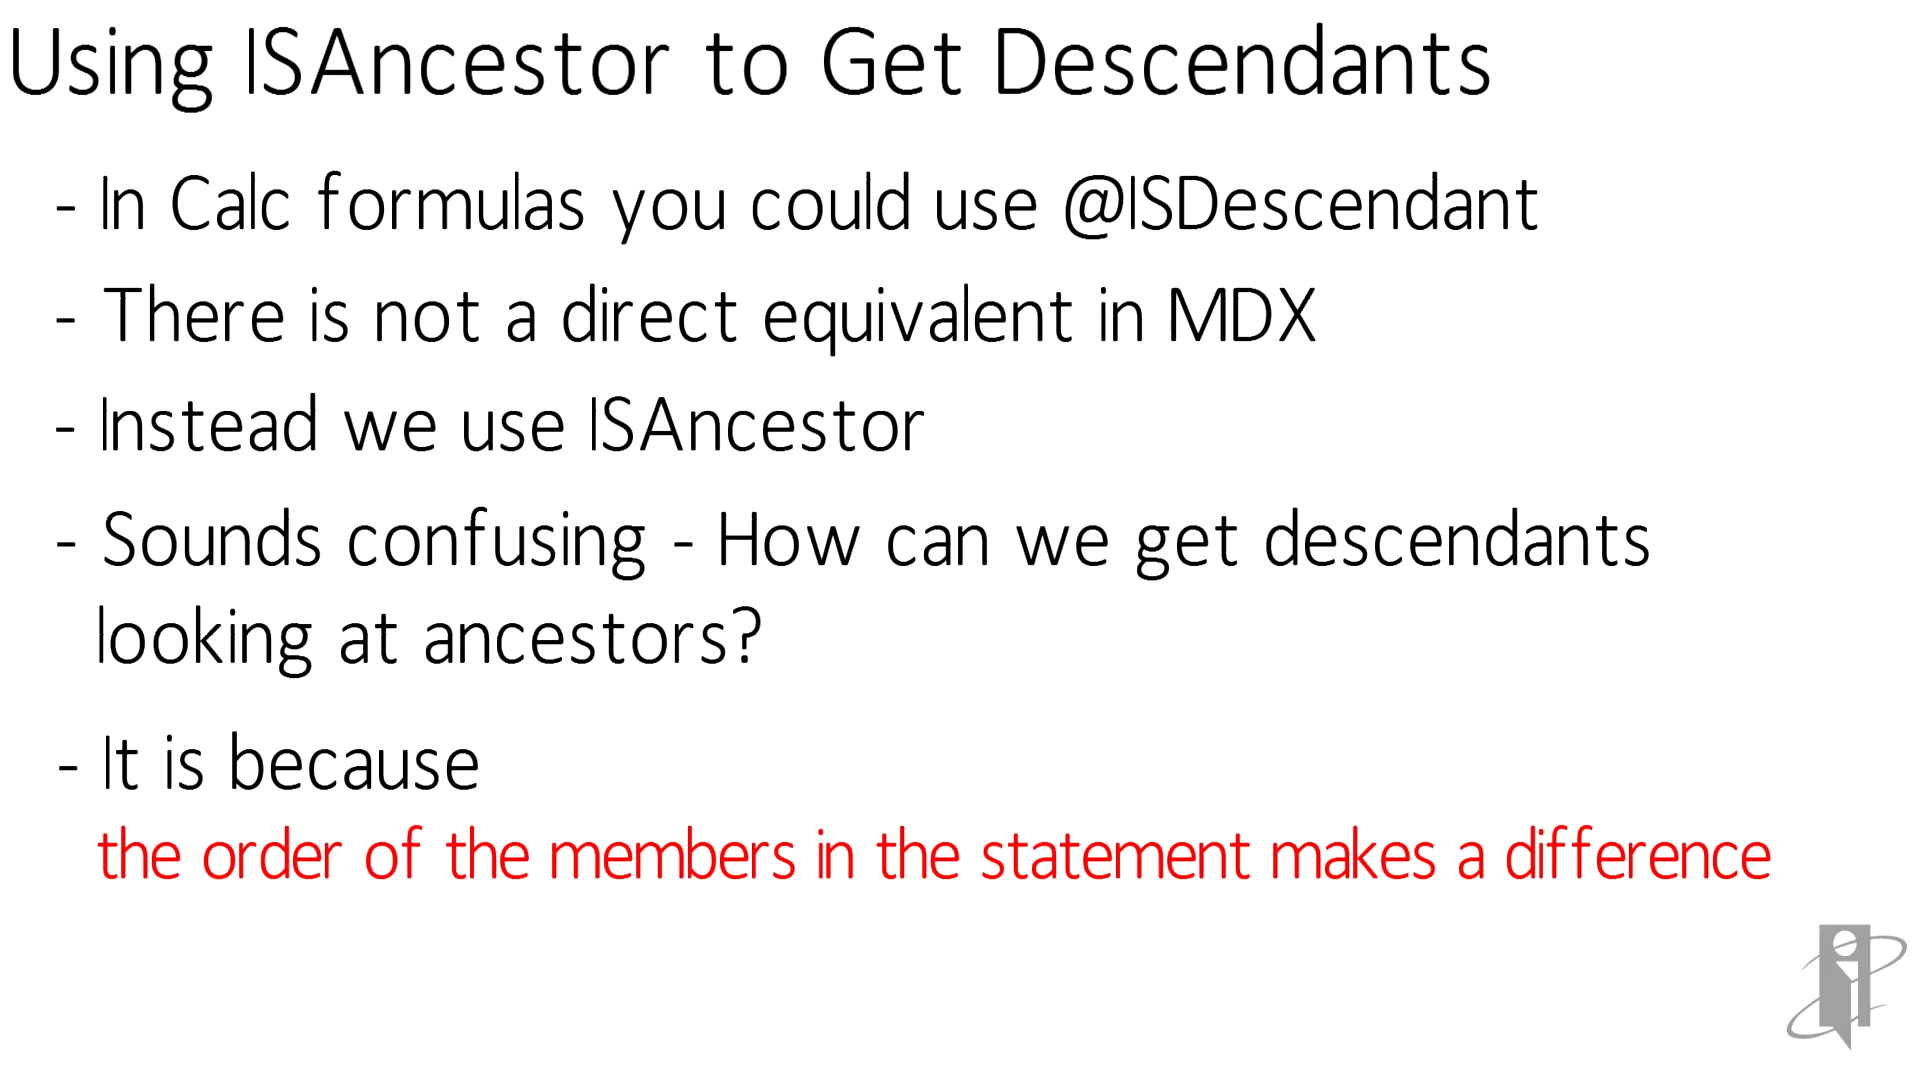 Using ISAncestor to Get Descendants
- In Calc formulas you could use @ISDescendant
- There is not a direct equivalent in MDX
- Instead we use ISAncestor
- Sounds confusing - How can we get descendants
looking at ancestors?
- It is because
the order of the members in the statement makes a difference